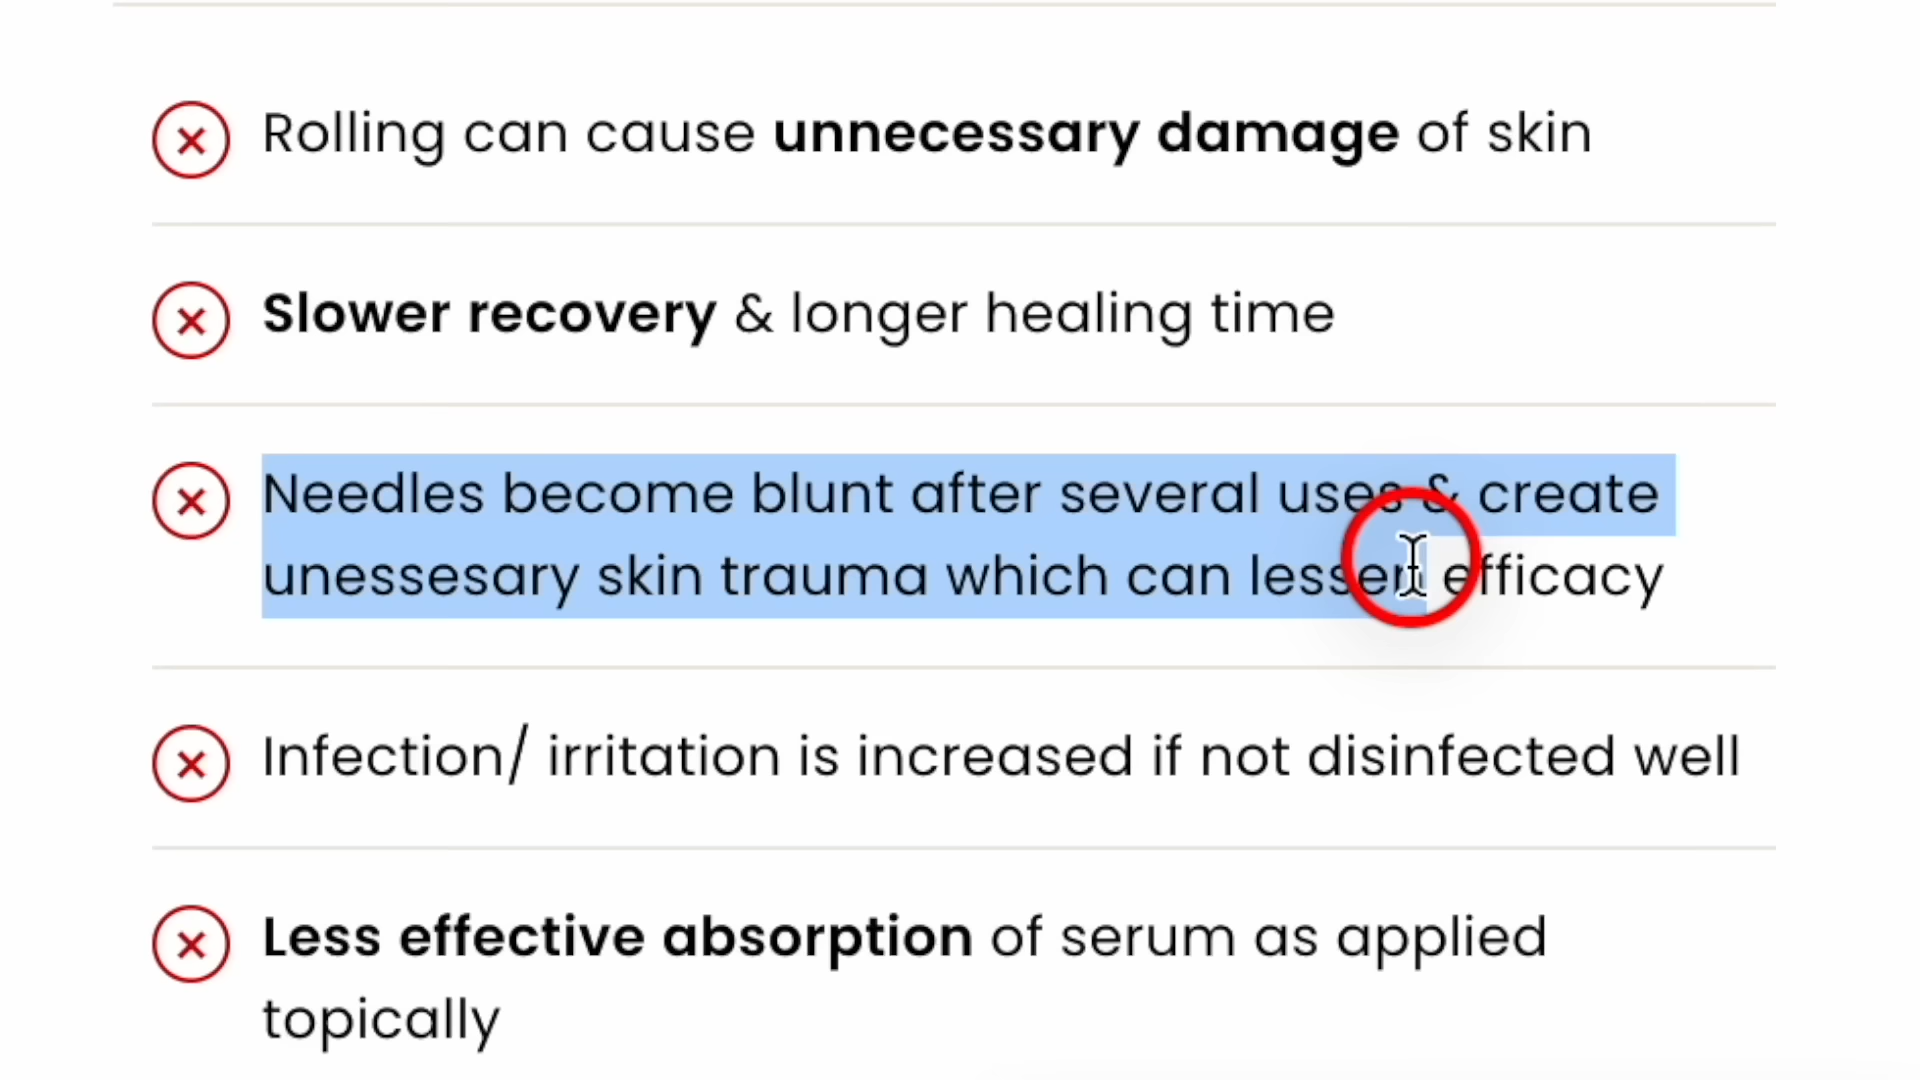 Rolling can cause unnecessary damage of skin
Slower recovery & longer healing time
Needles become blunt after several uses & create
unessesary skin trauma which can lessen efficacy
Infection/ irritation is increased if not disinfected well
Less effective absorption of serum as applied
topically